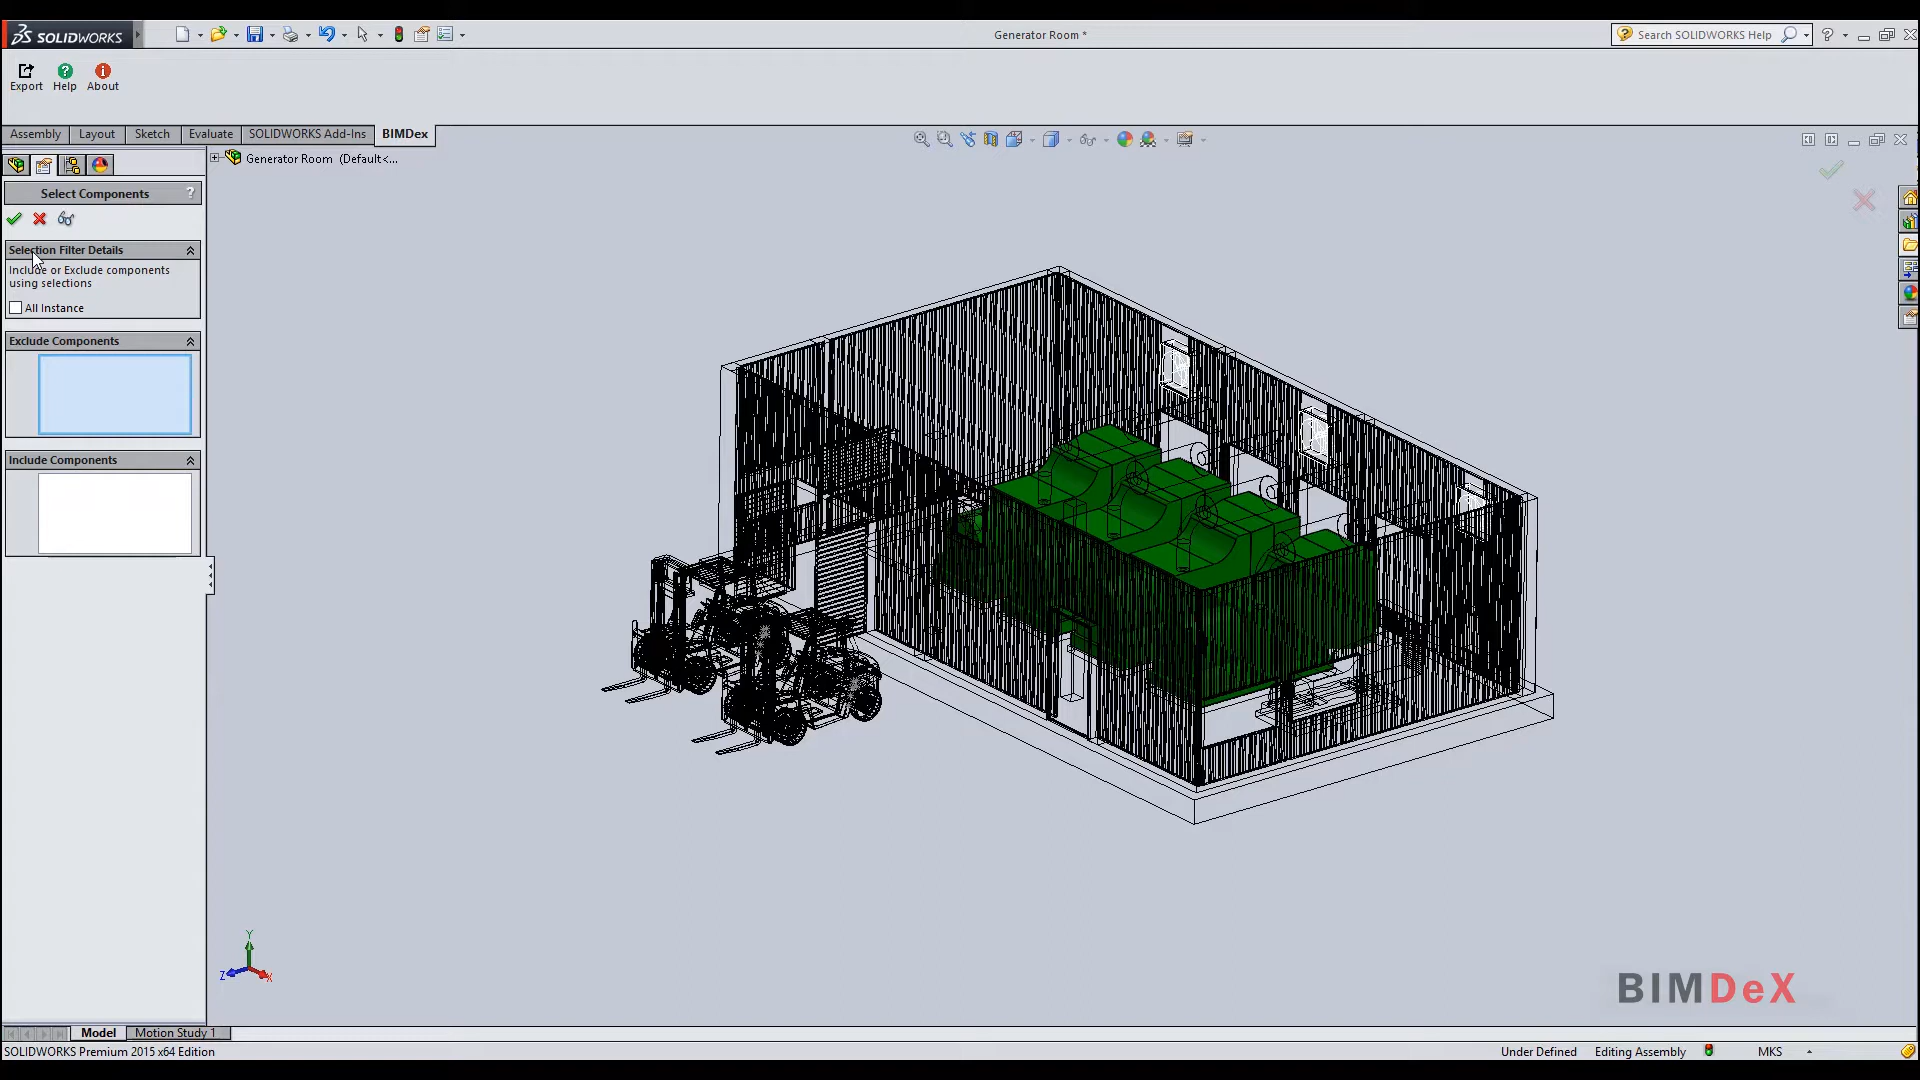 SOLIDWORKS
Generator Room *
Search SOLIDWORKS Help
Export Help About
Assembly Layout Sketch Evaluate SOLIDWORKS Add-Ins BIMDex
Generator Room (Default<...
Select Components ?
Selection Filter Details
Include or Exclude components
using selections
All Instance
Exclude Components
Include Components
Y
Z X
BIMDeX
Model Motion Study 1
SOLIDWORKS Premium 2015 x64 Edition Under Defined Editing Assembly MKS